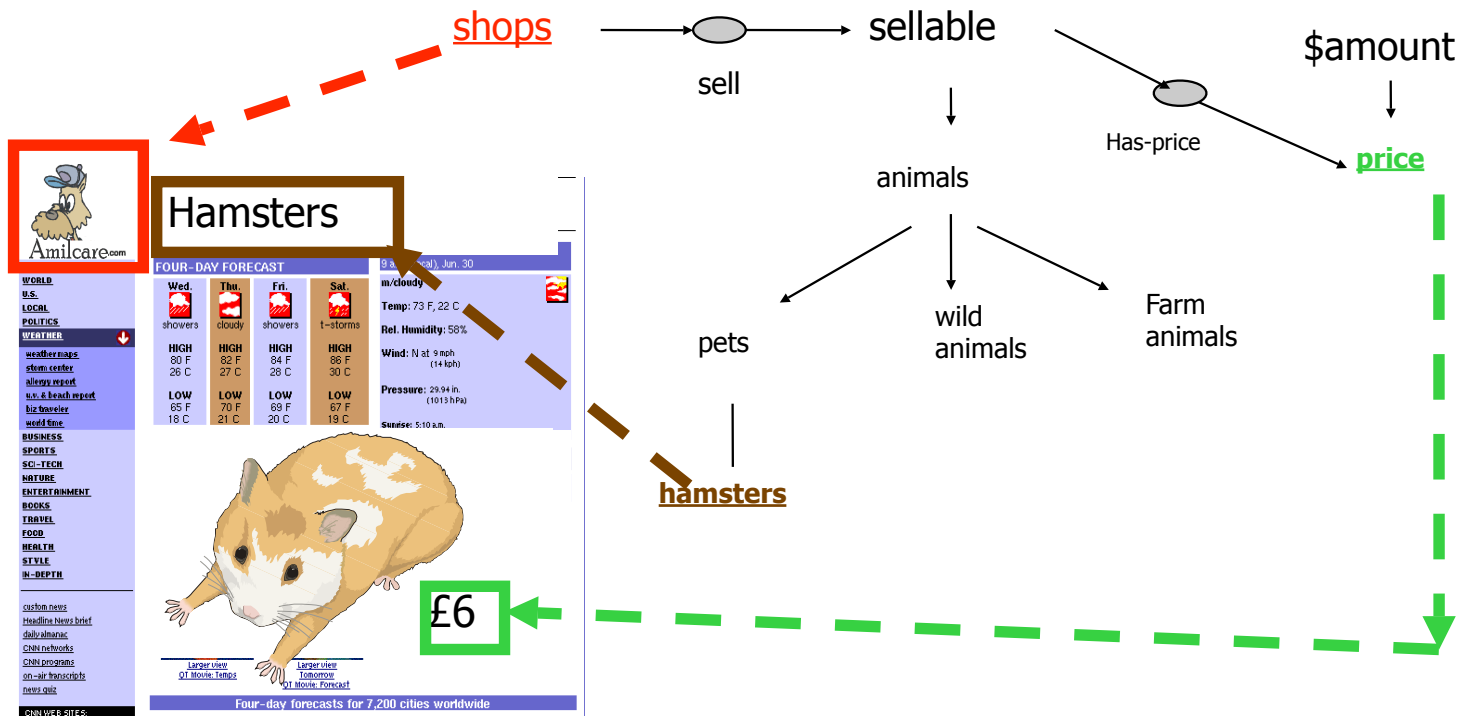 shops
sellable
$amount
sell
Has-price
price
animals
pets
wild
animals
Farm
animals
hamsters
Amilcare.com
Hamsters
WORLD
U.S.
LOCAL
POLITICS
WEATHER
weather maps
storm center
allergy report
u.v. & beach report
biz traveler
world time
BUSINESS
SPORTS
SCI-TECH
NATURE
ENTERTAINMENT
BOOKS
TRAVEL
FOOD
HEALTH
STYLE
IN-DEPTH
custom news
Headline News brief
daily almanac
CNN networks
CNN programs
on-air transcripts
news quiz
CNN WEB SITES:
FOUR-DAY FORECAST
Wed. Thu. Fri. Sat.
showers cloudy showers t-storms
HIGH HIGH HIGH HIGH
80 F 82 F 84 F 86 F
26 C 27 C 28 C 30 C
LOW LOW LOW LOW
65 F 70 F 69 F 67 F
18 C 21 C 20 C 19 C
9 a cal), Jun. 30
m/cloudy
Temp: 73 F, 22 C
Rel. Humidity: 58%
Wind: N at 9 mph
(14 kph)
Pressure: 29.94 in.
(1013 hPa)
Sunrise: 5:10 a.m.
£6
Larger view
QT Movie: Temps
Larger view
Tomorrow
QT Movie: Forecast
Four-day forecasts for 7,200 cities worldwide